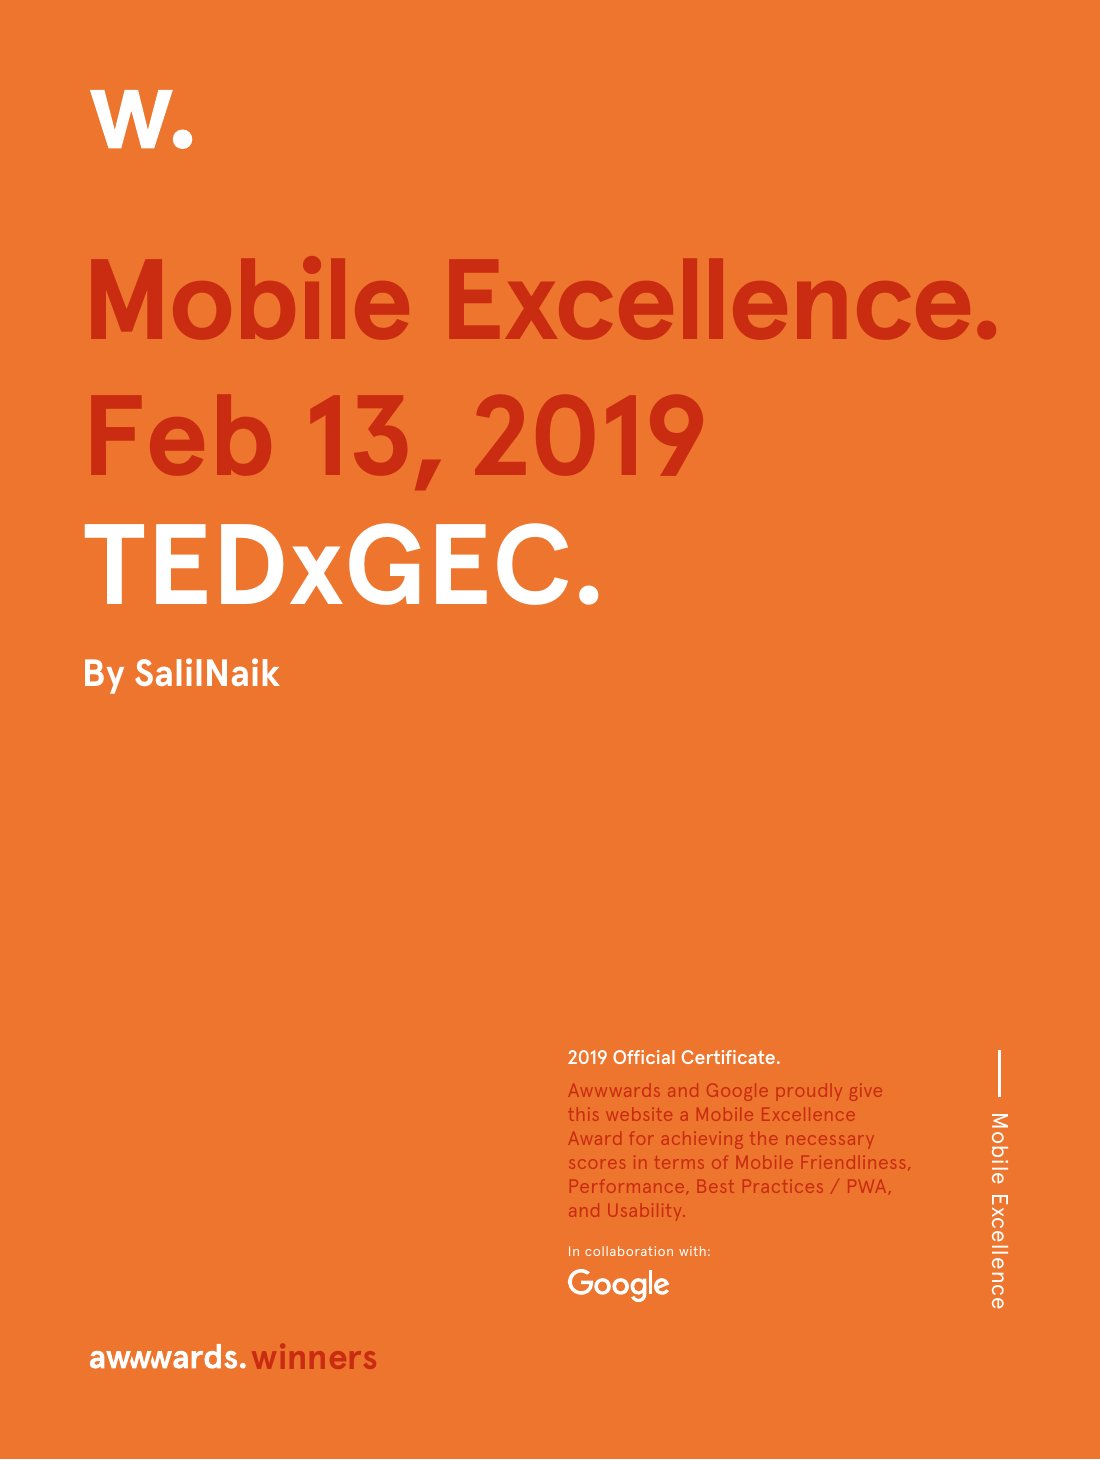 w.
Mobile Excellence.
Feb 13, 2019
TEDxGEC.
By SalilNaik
2019 Official Certificate.
Awwwards and Google proudly give
this website a Mobile Excellence
Award for achieving the necessary
scores in terms of Mobile Friendliness,
Performance, Best Practices / PWA,
and Usability.
In collaboration with:
Google
Mobile Excellence
awwwards.winners